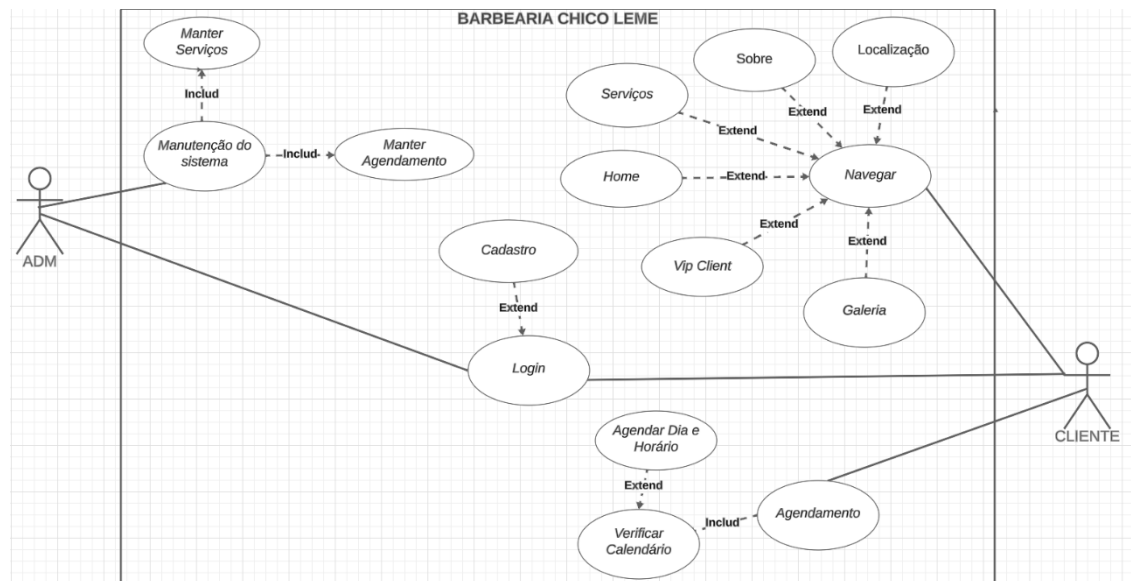 BARBEARIA CHICO LEME
Manter
Serviços
Includ
Manutenção do
sistema
Includ
Manter
Agendamento
ADM
Sobre
Localização
Serviços
Extend
Extend
Extend
Home
Extend
Navegar
Vip Client
Extend
Extend
Galeria
Cadastro
Extend
Login
CLIENTE
Agendar Dia e
Horário
Extend
Verificar
Calendário
Includ
Agendamento